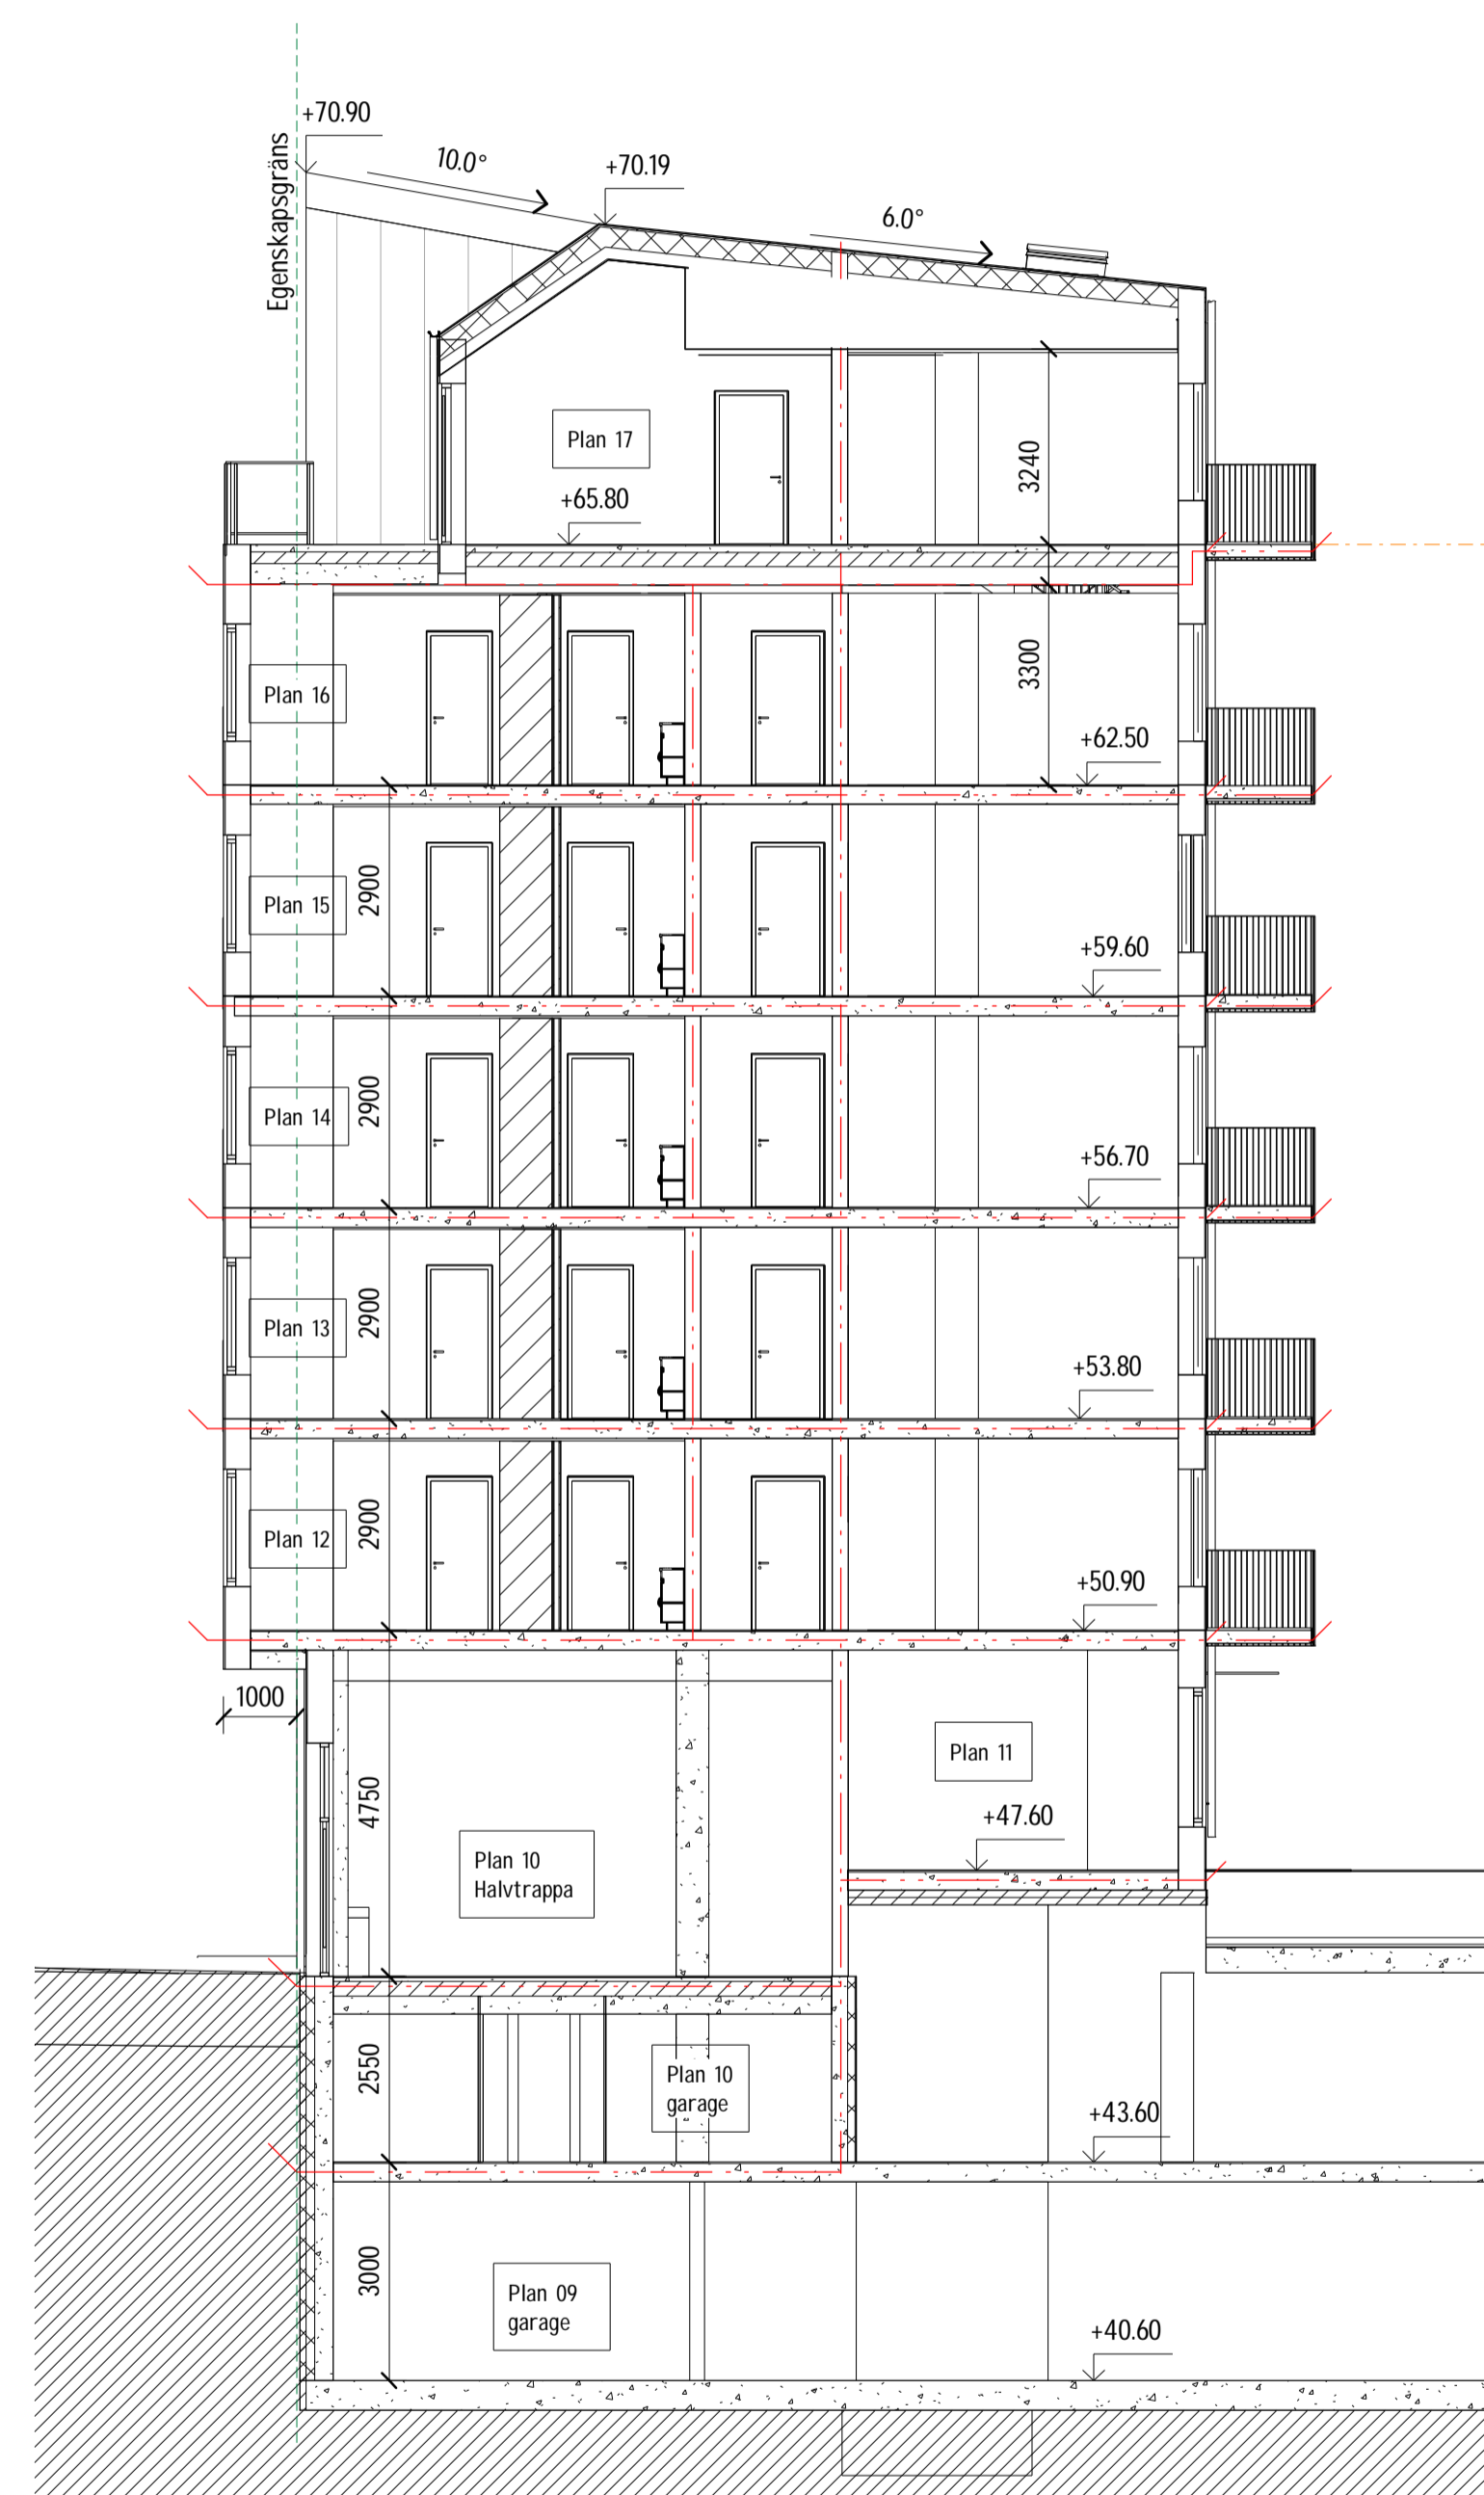 +70.90
Egenskapsgräns
10.0°
+70.19
6.0°
Plan 17
3240
+65.80
Plan 16
3300
+62.50
Plan 15
2900
+59.60
Plan 14
2900
+56.70
Plan 13
2900
+53.80
Plan 12
2900
+50.90
1000
Plan 11
4750
+47.60
Plan 10
Halvtrappa
2550
Plan 10
garage
+43.60
3000
Plan 09
garage
+40.60